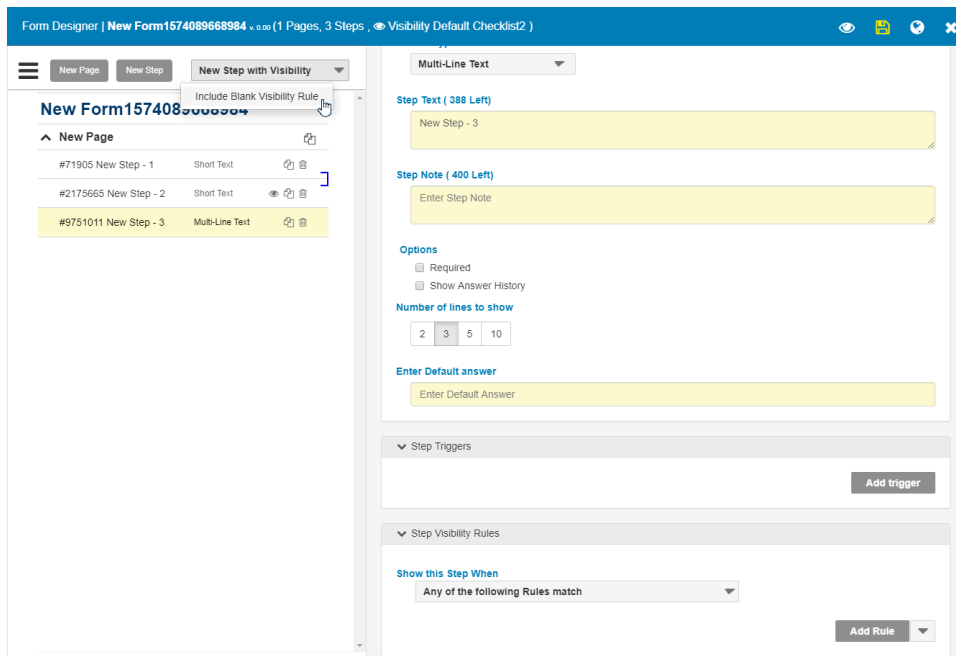 Form Designer | New Form1574089668984 v. 0.00 (1 Pages, 3 Steps , Visibility Default Checklist2 )
New Page
New Step
New Step with Visibility
Include Blank Visibility Rule
New Form1574089668984
New Page
#71905 New Step - 1 Short Text
#2175665 New Step - 2 Short Text
#9751011 New Step - 3 Multi-Line Text
Multi-Line Text
Step Text ( 388 Left)
New Step - 3
Step Note ( 400 Left)
Enter Step Note
Options
Required
Show Answer History
Number of lines to show
2 3 5 10
Enter Default answer
Enter Default Answer
Step Triggers
Add trigger
Step Visibility Rules
Show this Step When
Any of the following Rules match
Add Rule